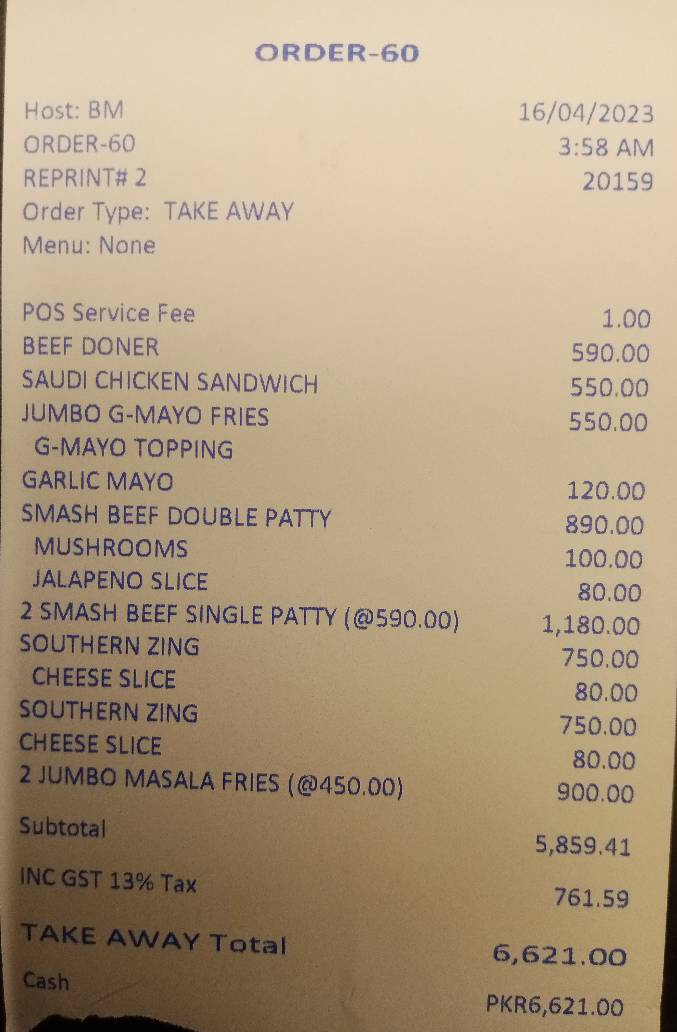 ORDER-60
Host: BM 16/04/2023
ORDER-60 3:58 AM
REPRINT# 2 20159
Order Type: TAKE AWAY
Menu: None
POS Service Fee 1.00
BEEF DONER 590.00
SAUDI CHICKEN SANDWICH 550.00
JUMBO G-MAYO FRIES 550.00
G-MAYO TOPPING
GARLIC MAYO 120.00
SMASH BEEF DOUBLE PATTY 890.00
MUSHROOMS 100.00
JALAPENO SLICE 80.00
2 SMASH BEEF SINGLE PATTY (@590.00) 1,180.00
SOUTHERN ZING 750.00
CHEESE SLICE 80.00
SOUTHERN ZING 750.00
CHEESE SLICE 80.00
2 JUMBO MASALA FRIES (@450.00) 900.00
Subtotal 5,859.41
INC GST 13% Tax 761.59
TAKE AWAY Total 6,621.00
Cash PKR6,621.00